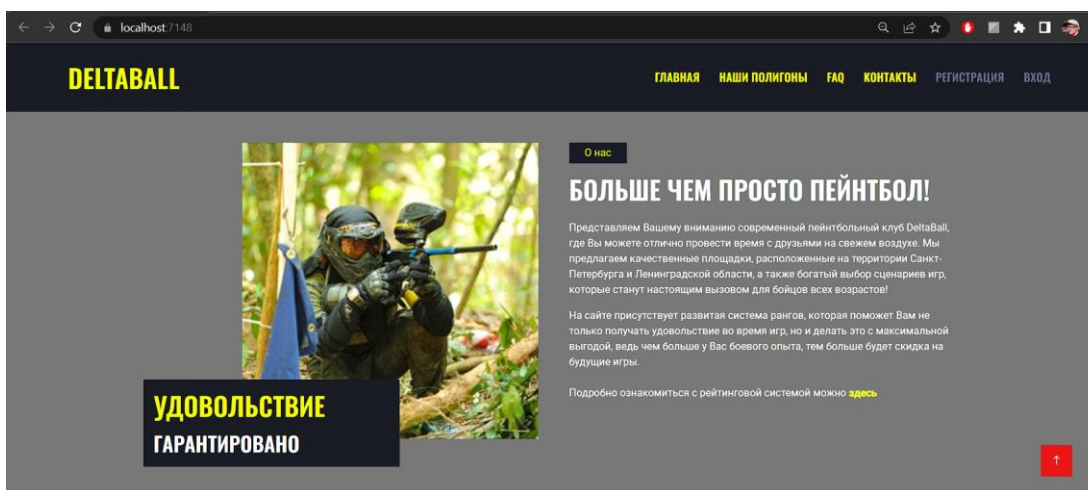 localhost:7148
DELTABALL
ГЛАВНАЯ НАШИ ПОЛИГОНЫ FAQ КОНТАКТЫ РЕГИСТРАЦИЯ ВХОД
О нас
БОЛЬШЕ ЧЕМ ПРОСТО ПЕЙНТБОЛ!
Представляем Вашему вниманию современный пейнтбольный клуб DeltaBall,
где Вы можете отлично провести время с друзьями на свежем воздухе. Мы
предлагаем качественные площадки, расположенные на территории Санкт-
Петербурга и Ленинградской области, а также богатый выбор сценариев игр,
которые станут настоящим вызовом для бойцов всех возрастов!
На сайте присутствует развитая система рангов, которая поможет Вам не
только получать удовольствие во время игр, но и делать это с максимальной
выгодой, ведь чем больше у Вас боевого опыта, тем больше будет скидка на
будущие игры.
Подробно ознакомиться с рейтинговой системой можно здесь
УДОВОЛЬСТВИЕ
ГАРАНТИРОВАНО